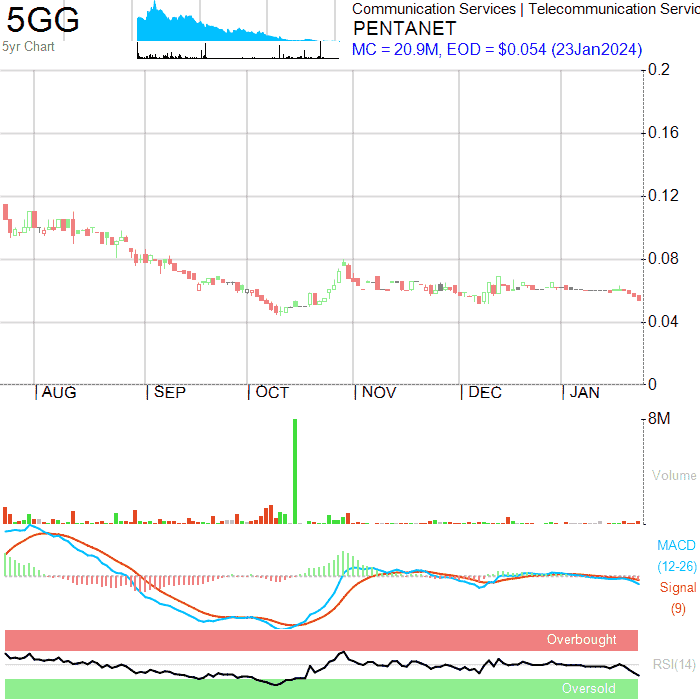 5GG
5yr Chart
Communication Services | Telecommunication Servic
PENTANET
MC = 20.9M, EOD = $0.054 (23Jan2024)
0.2
0.16
0.12
0.08
0.04
0
AUG
SEP
OCT
NOV
DEC
JAN
8M
Volume
MACD
(12-26)
Signal
(9)
Overbought
RSI(14)
Oversold